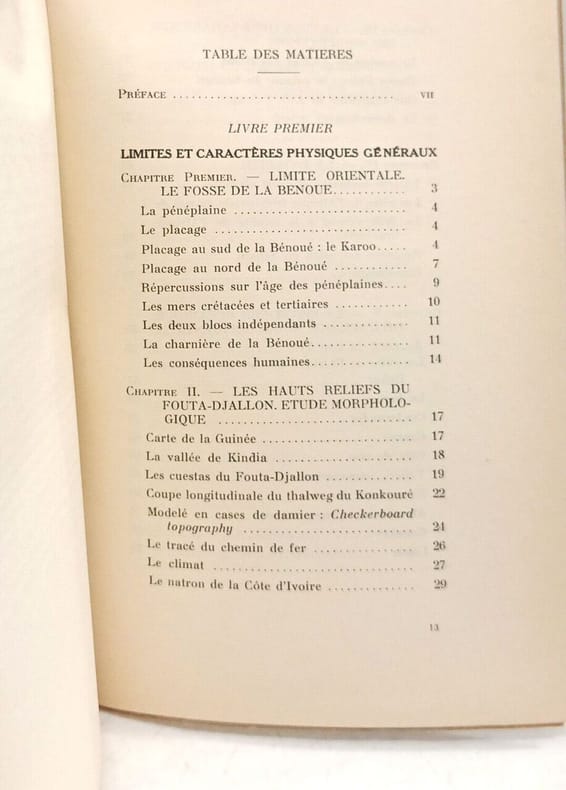 TABLE DES MATIERES
PRÉFACE .................................. VII
LIVRE PREMIER
LIMITES ET CARACTÈRES PHYSIQUES GÉNÉRAUX
CHAPITRE PREMIER. — LIMITE ORIENTALE.
LE FOSSE DE LA BENOUE............ 3
La pénéplaine ........................... 4
Le placage .............................. 4
Placage au sud de la Bénoué : le Karoo..... 4
Placage au nord de la Bénoué ............ 7
Répercussions sur l'âge des pénéplaines.... 9
Les mers crétacées et tertiaires ............ 10
Les deux blocs indépendants .............. 11
La charnière de la Bénoué................ 11
Les conséquences humaines................ 14
CHAPITRE II. — LES HAUTS RELIEFS DU
FOUTA-DJALLON. ETUDE MORPHOLO-
GIQUE .............................. 17
Carte de la Guinée ........................ 17
La vallée de Kindia ...................... 18
Les cuestas du Fouta-Djallon .............. 19
Coupe longitudinale du thalweg du Konkouré 22
Modelé en cases de damier : Checkerboard
topography ........................... 24
Le tracé du chemin de fer ................ 26
Le climat ................................ 27
Le natron de la Côte d'Ivoire .............. 29
13